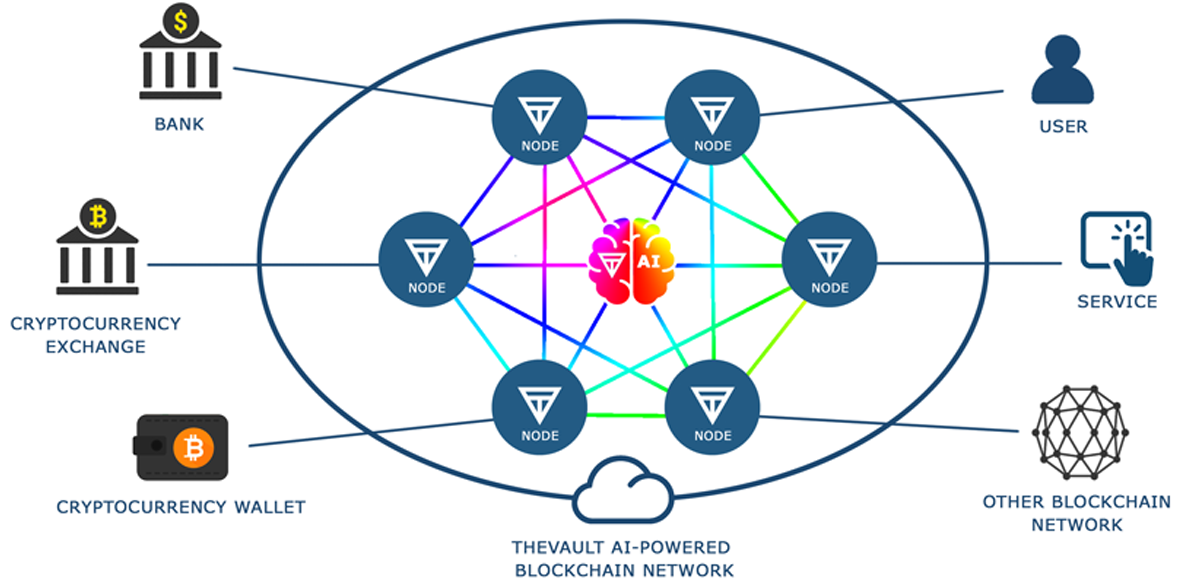 BANK
USER
NODE
NODE
CRYPTOCURRENCY
EXCHANGE
NODE
AI
NODE
SERVICE
CRYPTOCURRENCY WALLET
NODE
NODE
OTHER BLOCKCHAIN
NETWORK
THEVAULT AI-POWERED
BLOCKCHAIN NETWORK